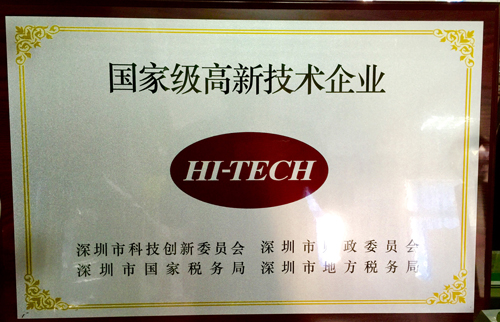 国家级高新技术企业
HI-TECH
深圳市科技创新委员会 深圳市 政委员会
深圳市国家税务局 深圳市地方税务局